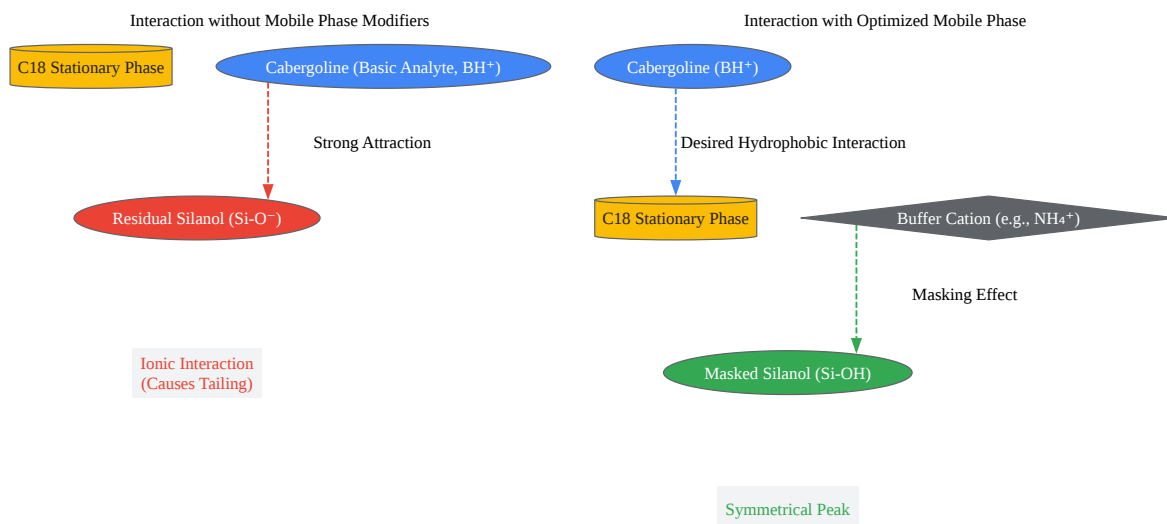 Interaction without Mobile Phase Modifiers
C18 Stationary Phase
Cabergoline (Basic Analyte, BH⁺)
Strong Attraction
Residual Silanol (Si-O⁻)
Ionic Interaction
(Causes Tailing)
Interaction with Optimized Mobile Phase
Cabergoline (BH⁺)
Desired Hydrophobic Interaction
C18 Stationary Phase
Buffer Cation (e.g., NH₄⁺)
Masking Effect
Masked Silanol (Si-OH)
Symmetrical Peak